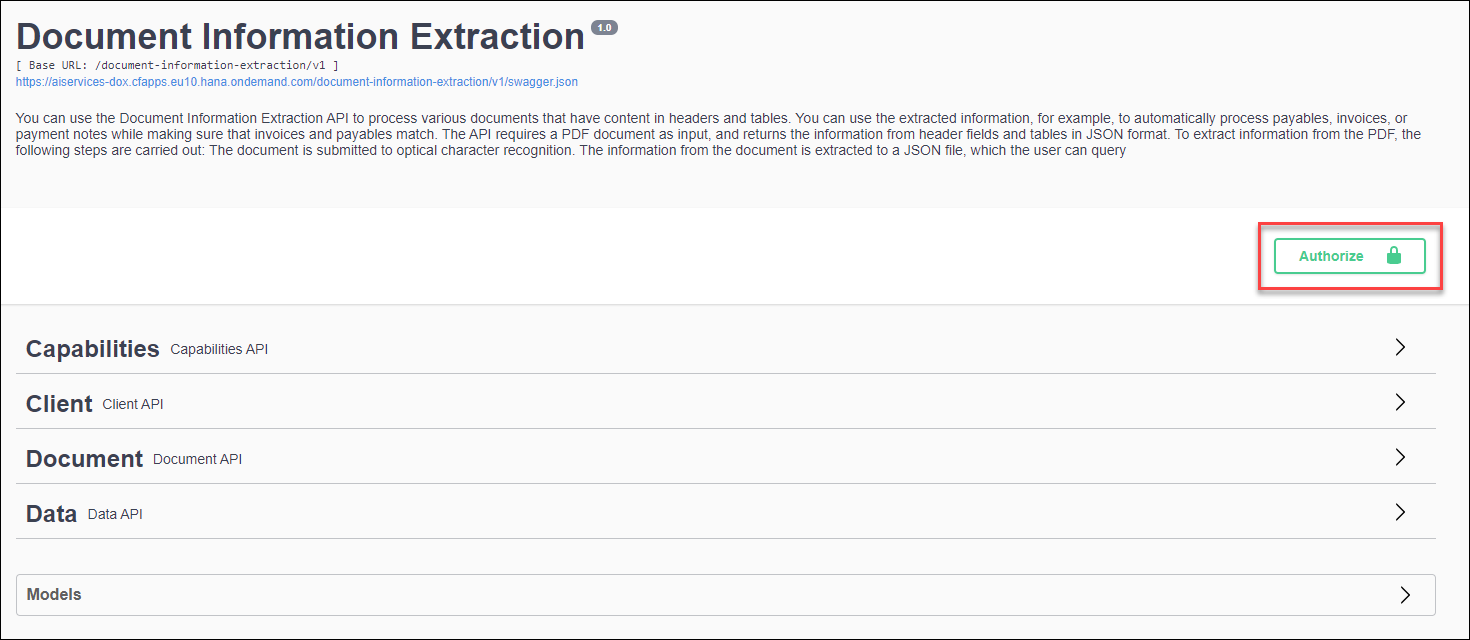 Document Information Extraction 1.0
[ Base URL: /document-information-extraction/v1 ]
https://aiservices-dox.cfapps.eu10.hana.ondemand.com/document-information-extraction/v1/swagger.json
You can use the Document Information Extraction API to process various documents that have content in headers and tables. You can use the extracted information, for example, to automatically process payables, invoices, or
payment notes while making sure that invoices and payables match. The API requires a PDF document as input, and returns the information from header fields and tables in JSON format. To extract information from the PDF, the
following steps are carried out: The document is submitted to optical character recognition. The information from the document is extracted to a JSON file, which the user can query
Authorize
Capabilities Capabilities API
Client Client API
Document Document API
Data Data API
Models